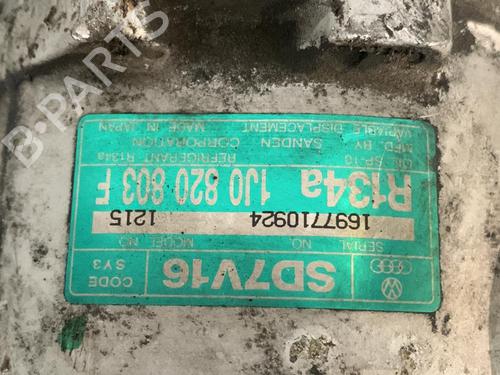 SD7V16
CODE
SY3
SERIAL NO
MODEL NO
1697710924
1215
R134a 1J0 820 803 F
OIL SP-10 REFRIGERANT R134a
MFD BY SANDEN CORPORATION
VARIABLE DISPLACEMENT MADE IN JAPAN
B-PARTS